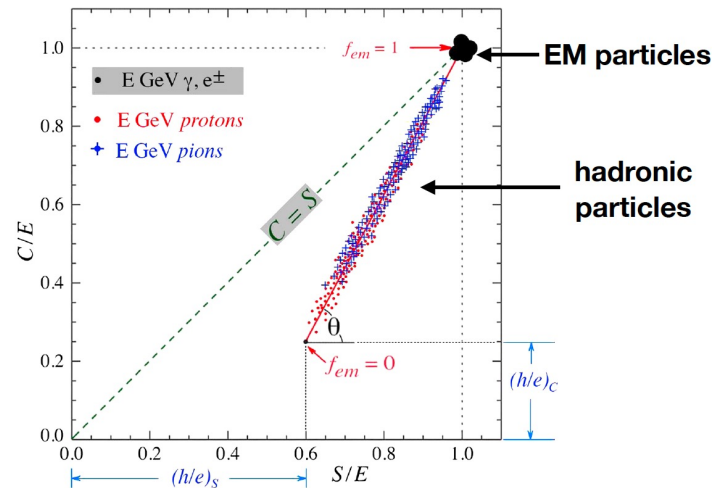 1.0
0.8
0.6
0.4
0.2
0.0
C/E
f_em = 1
EM particles
E GeV γ, e±
E GeV protons
E GeV pions
hadronic
particles
C = S
θ
f_em = 0
(h/e)_C
0.0 0.2 0.4 0.6 0.8 1.0
(h/e)_S
S/E